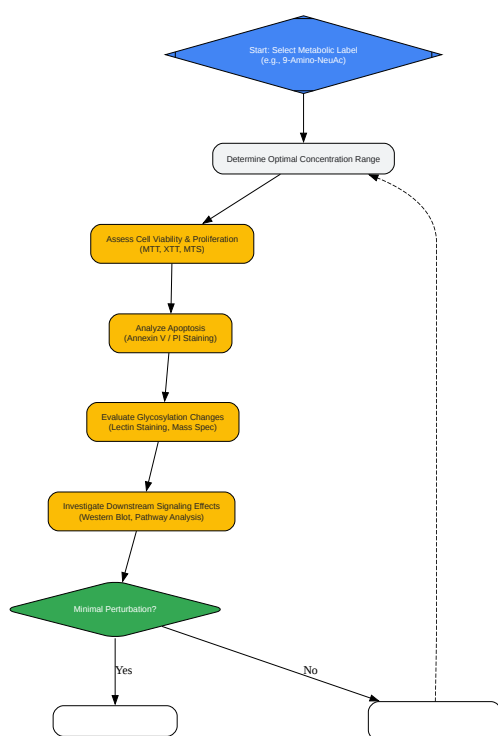 Start: Select Metabolic Label
(e.g., 9-Amino-NeuAc)
Determine Optimal Concentration Range
Assess Cell Viability & Proliferation
(MTT, XTT, MTS)
Analyze Apoptosis
(Annexin V / PI Staining)
Evaluate Glycosylation Changes
(Lectin Staining, Mass Spec)
Investigate Downstream Signaling Effects
(Western Blot, Pathway Analysis)
Minimal Perturbation?
Yes
No